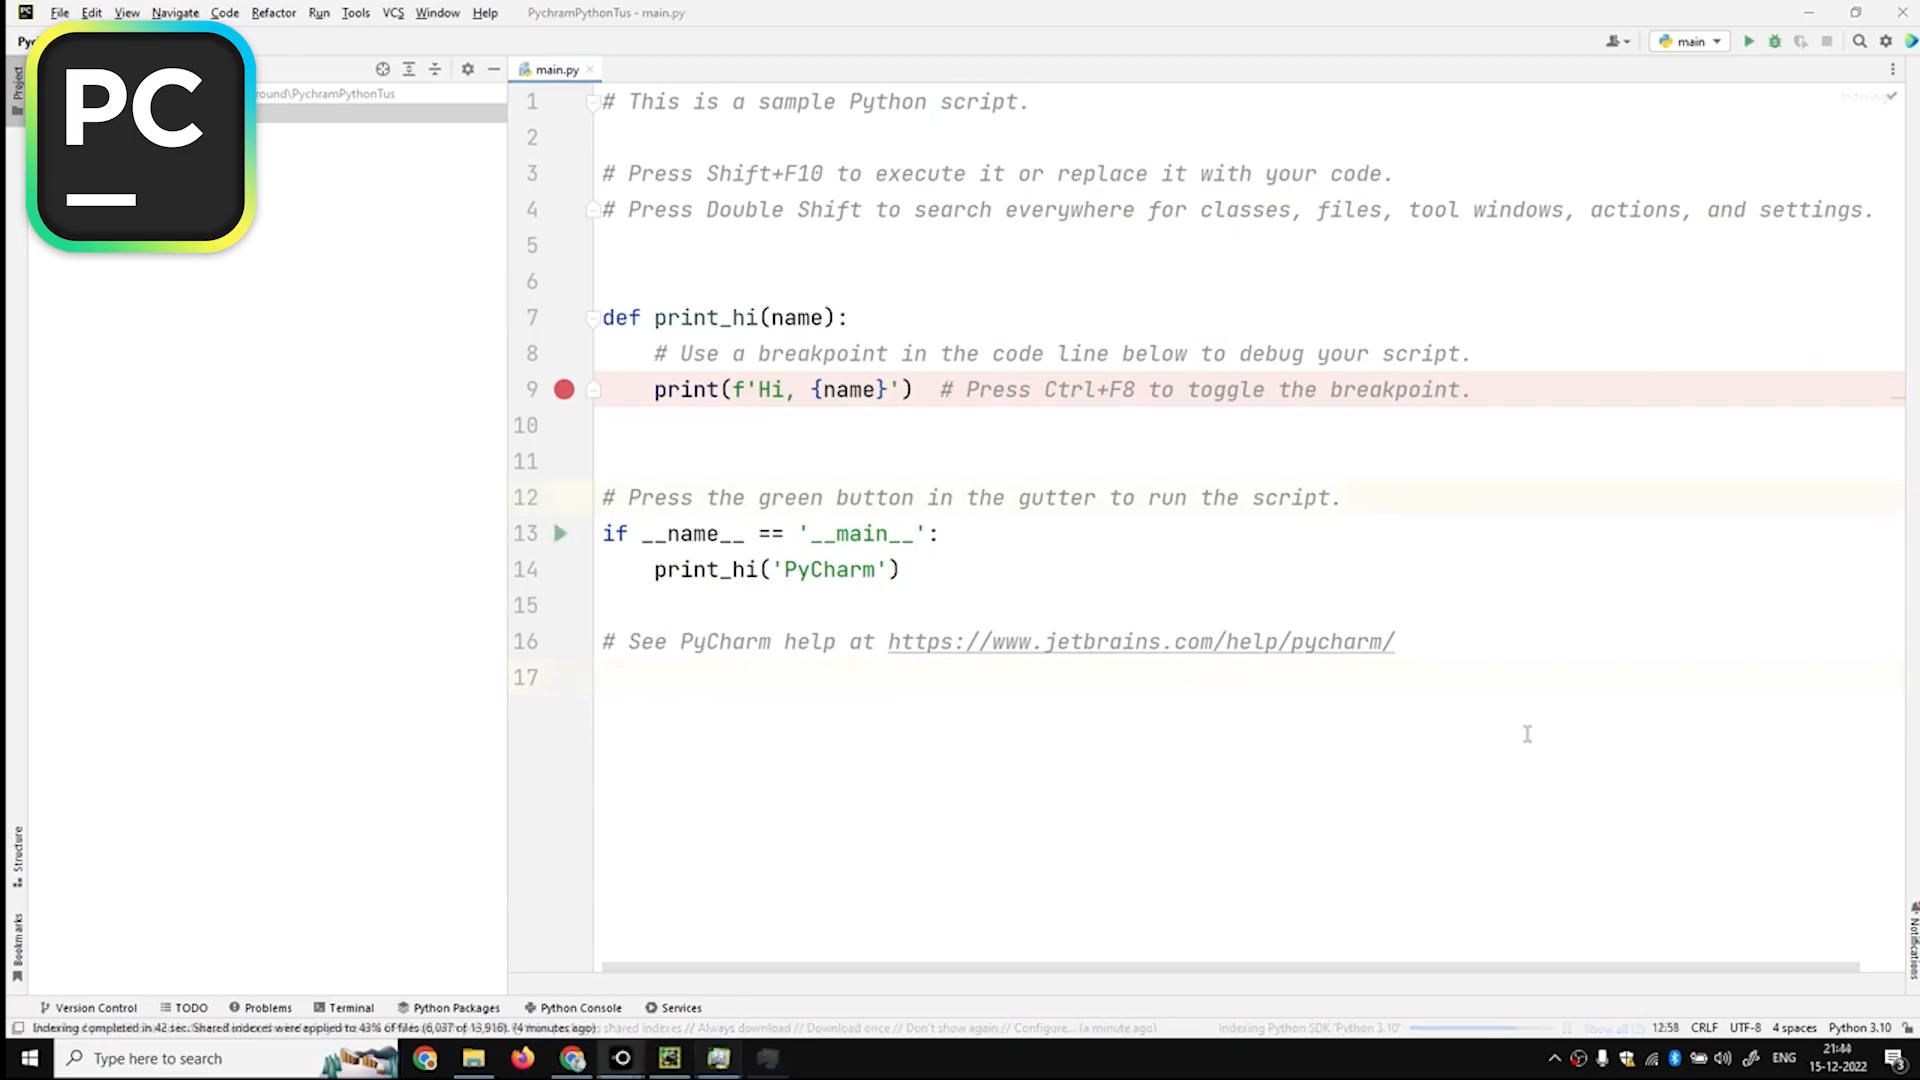 File Edit View Navigate Code Refactor Run Tools VCS Window Help PychramPythonTus - main.py
main
PC
Project
main.py
round\PychramPythonTus
1 # This is a sample Python script.
2
3 # Press Shift+F10 to execute it or replace it with your code.
4 # Press Double Shift to search everywhere for classes, files, tool windows, actions, and settings.
5
6
7 def print_hi(name):
8 # Use a breakpoint in the code line below to debug your script.
9 print(f'Hi, {name}')  # Press Ctrl+F8 to toggle the breakpoint.
10
11
12 # Press the green button in the gutter to run the script.
13 if __name__ == '__main__':
14 print_hi('PyCharm')
15
16 # See PyCharm help at https://www.jetbrains.com/help/pycharm/
17
Structure
Bookmarks
Notifications
Version Control TODO Problems Terminal Python Packages Python Console Services
Indexing completed in 42 sec. Shared indexes were applied to 43% of files (6,037 of 13,916). (4 minutes ago) shared indexes // Always download // Download once // Don't show again // Configure... (a minute ago) Indexing Python SDK 'Python 3.10' Show all (2) 12:58 CRLF UTF-8 4 spaces Python 3.10
Type here to search
ENG
21:44
15-12-2022
3